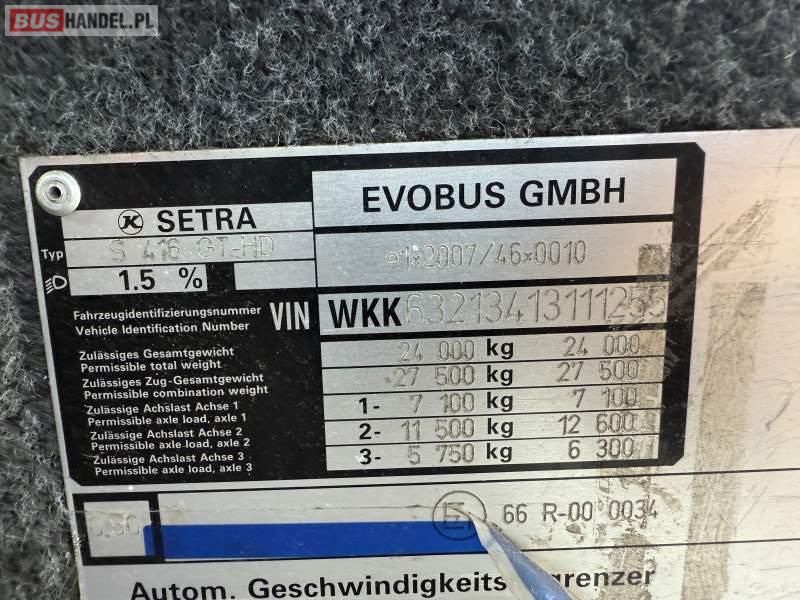 BUSHANDEL.PL
SETRA
EVOBUS GMBH
Typ S 416 GT-HD
e1*2007/46*0010
1.5 %
Fahrzeugidentifizierungsnummer
Vehicle Identification Number
VIN WKK63213413111255
Zulässiges Gesamtgewicht
Permissible total weight
24 000 kg 24 000
Zulässiges Zug-Gesamtgewicht
Permissible combination weight
27 500 kg 27 500
Zulässige Achslast Achse 1
Permissible axle load, axle 1
1- 7 100 kg 7 100
Zulässige Achslast Achse 2
Permissible axle load, axle 2
2- 11 500 kg 12 600
Zulässige Achslast Achse 3
Permissible axle load, axle 3
3- 5 750 kg 6 300
66 R-00 0034
Autom. Geschwindigkeits